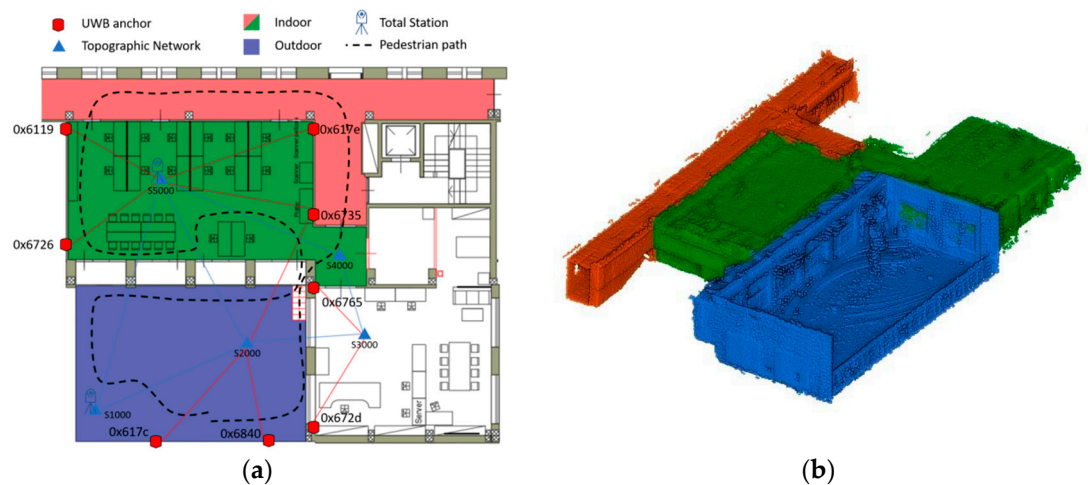 UWB anchor
Indoor
Total Station
Topographic Network
Outdoor
Pedestrian path
0x6119
0x617e
S5000
Server
0x6735
0x6726
S4000
0x6765
S2000
S3000
S1000
Server
0x672d
0x617c
0x6840
(a)
(b)